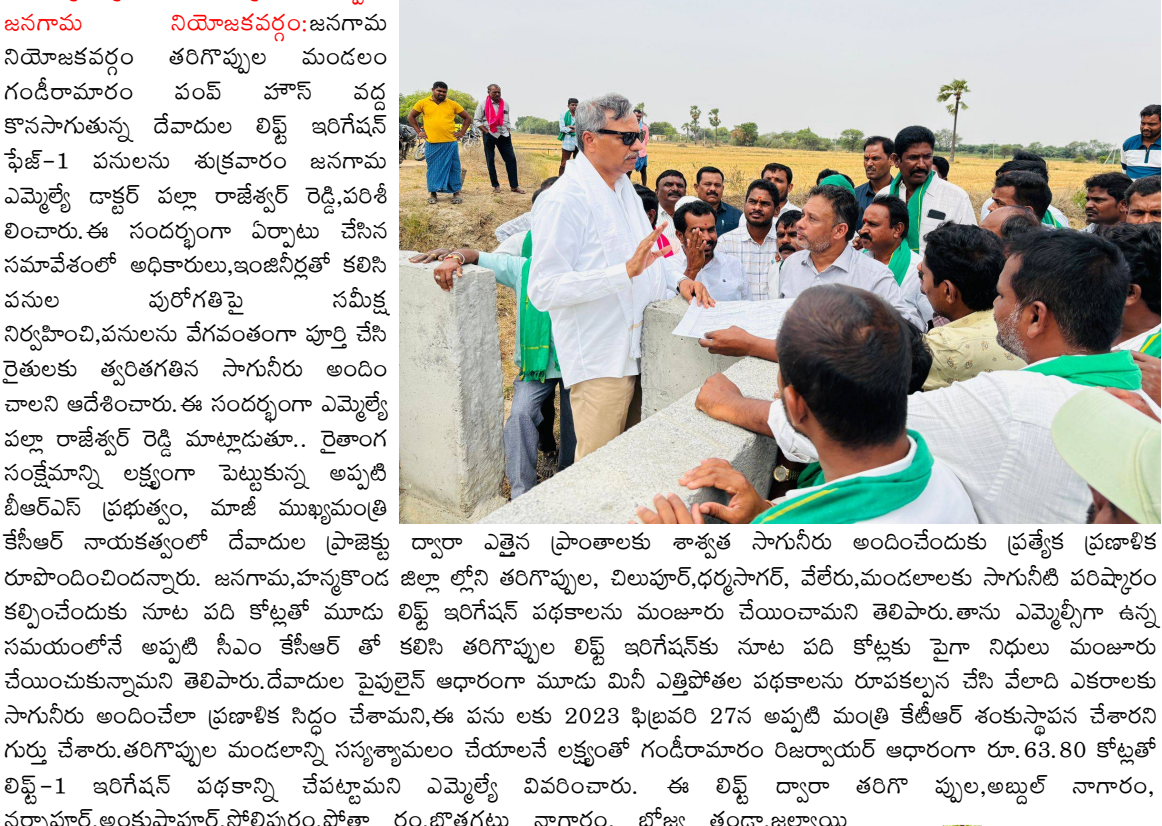 జనగామ నియోజకవర్గం:జనగామ
నియోజకవర్గం తరిగొప్పుల మండలం
గండీరామారం పంప్ హౌస్ వద్ద
కొనసాగుతున్న దేవాదుల లిఫ్ట్ ఇరిగేషన్
ఫేజ్-1 పనులను శుక్రవారం జనగామ
ఎమ్మెల్యే డాక్టర్ పల్లా రాజేశ్వర్ రెడ్డి,పరిశీ
లించారు.ఈ సందర్భంగా ఏర్పాటు చేసిన
సమావేశంలో అధికారులు,ఇంజినీర్లతో కలిసి
పనుల పురోగతిపై సమీక్ష
నిర్వహించి,పనులను వేగవంతంగా పూర్తి చేసి
రైతులకు త్వరితగతిన సాగునీరు అందిం
చాలని ఆదేశించారు.ఈ సందర్భంగా ఎమ్మెల్యే
పల్లా రాజేశ్వర్ రెడ్డి మాట్లాడుతూ.. రైతాంగ
సంక్షేమాన్ని లక్ష్యంగా పెట్టుకున్న అప్పటి
బీఆర్ఎస్ ప్రభుత్వం, మాజీ ముఖ్యమంత్రి
కేసీఆర్ నాయకత్వంలో దేవాదుల ప్రాజెక్టు ద్వారా ఎత్తైన ప్రాంతాలకు శాశ్వత సాగునీరు అందించేందుకు ప్రత్యేక ప్రణాళిక
రూపొందించిందన్నారు. జనగామ,హన్మకొండ జిల్లా ల్లోని తరిగొప్పుల, చిలుపూర్,ధర్మసాగర్, వేలేరు,మండలాలకు సాగునీటి పరిష్కారం
కల్పించేందుకు నూట పది కోట్లతో మూడు లిఫ్ట్ ఇరిగేషన్ పథకాలను మంజూరు చేయించామని తెలిపారు.తాను ఎమ్మెల్సీగా ఉన్న
సమయంలోనే అప్పటి సీఎం కేసీఆర్ తో కలిసి తరిగొప్పుల లిఫ్ట్ ఇరిగేషన్‌కు నూట పది కోట్లకు పైగా నిధులు మంజూరు
చేయించుకున్నామని తెలిపారు.దేవాదుల పైపులైన్ ఆధారంగా మూడు మినీ ఎత్తిపోతల పథకాలను రూపకల్పన చేసి వేలాది ఎకరాలకు
సాగునీరు అందించేలా ప్రణాళిక సిద్ధం చేశామని,ఈ పను లకు 2023 ఫిబ్రవరి 27న అప్పటి మంత్రి కేటీఆర్ శంకుస్థాపన చేశారని
గుర్తు చేశారు.తరిగొప్పుల మండలాన్ని సస్యశ్యామలం చేయాలనే లక్ష్యంతో గండీరామారం రిజర్వాయర్ ఆధారంగా రూ.63.80 కోట్లతో
లిఫ్ట్-1 ఇరిగేషన్ పథకాన్ని చేపట్టామని ఎమ్మెల్యే వివరించారు. ఈ లిఫ్ట్ ద్వారా తరిగొ ప్పుల,అబ్దుల్ నాగారం,